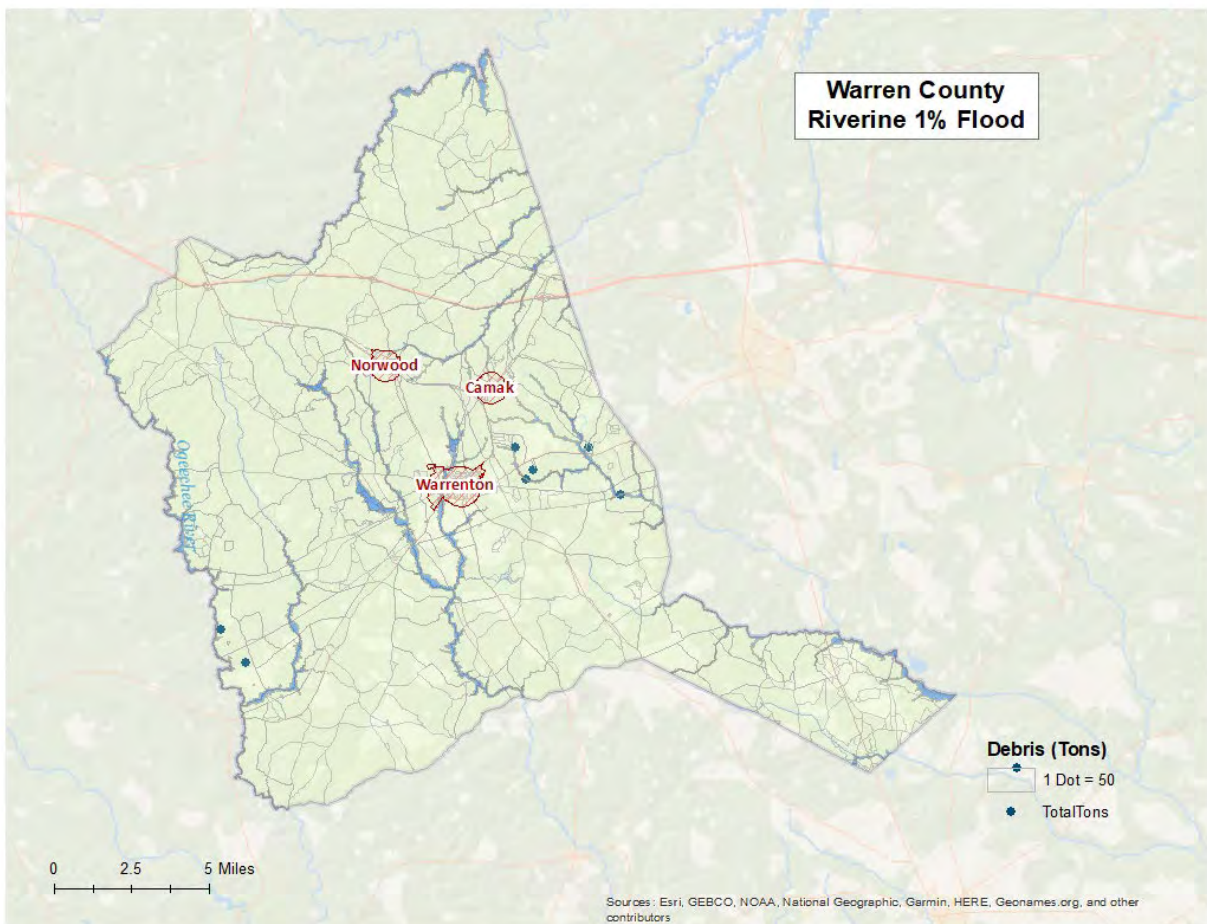 Warren County
Riverine 1% Flood
Norwood
Camak
Warrenton
Ogeechee River
Debris (Tons)
1 Dot = 50
TotalTons
0 2.5 5 Miles
Sources: Esri, GEBCO, NOAA, National Geographic, Garmin, HERE, Geonames.org, and other
contributors